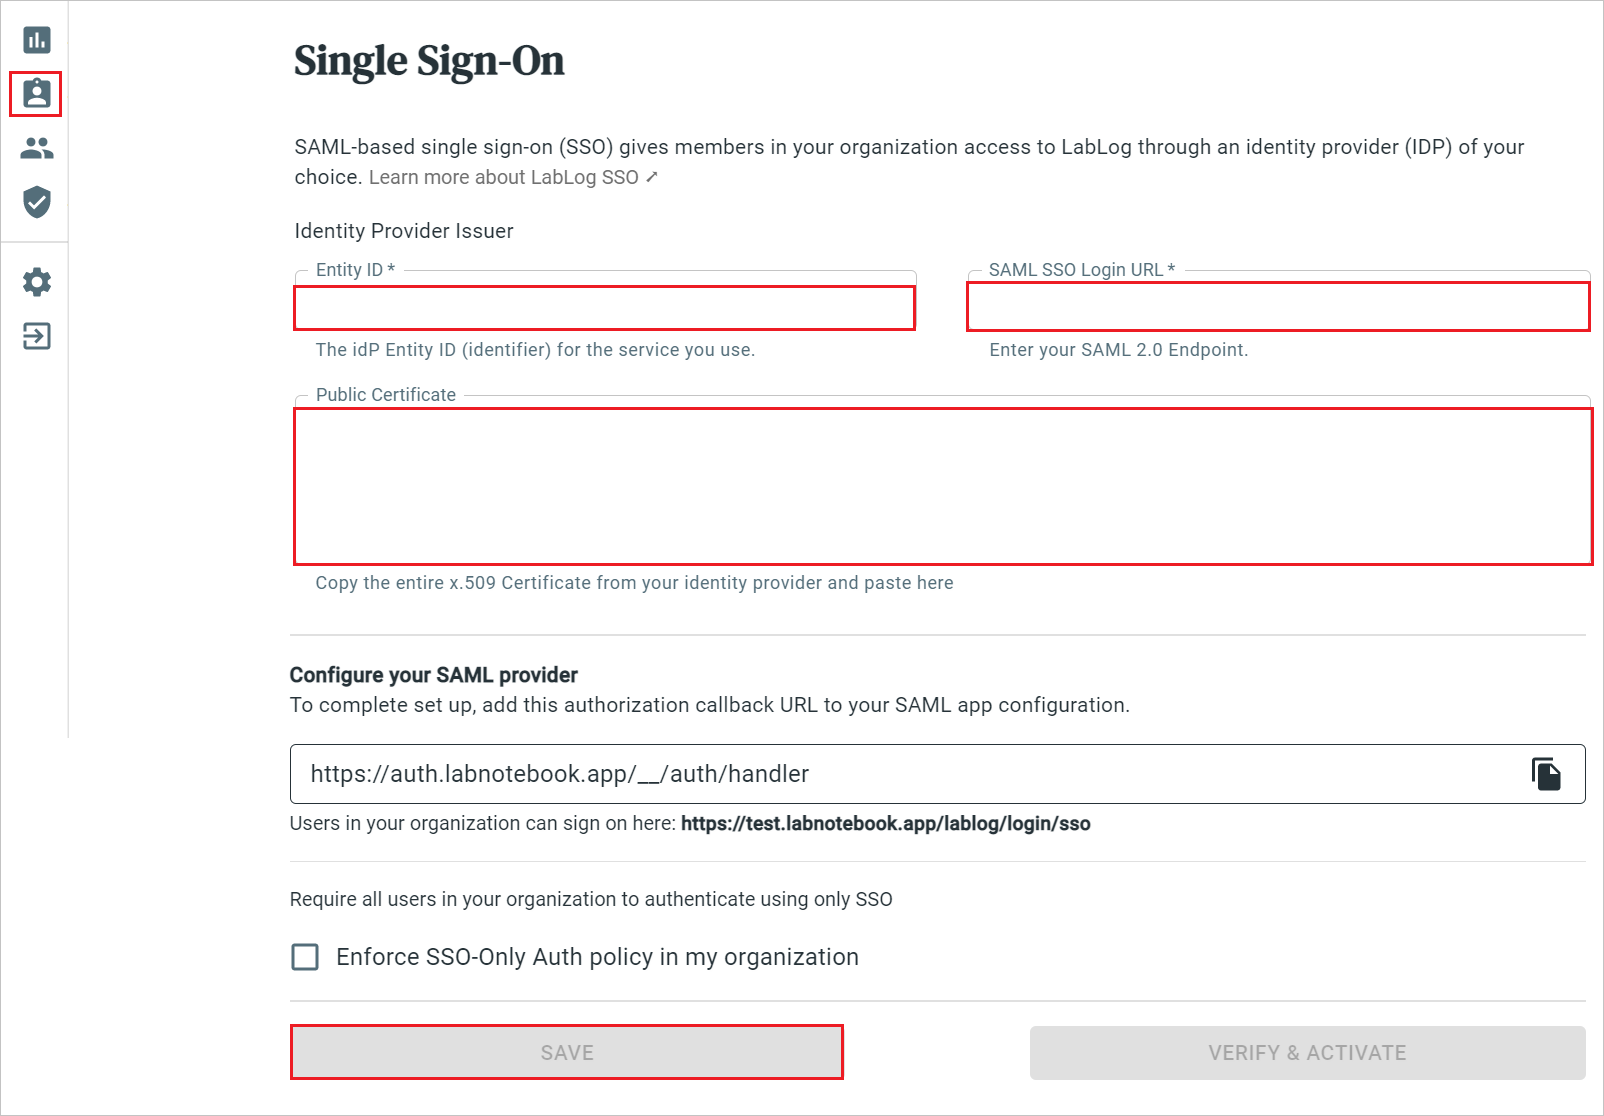 Single Sign-On
SAML-based single sign-on (SSO) gives members in your organization access to LabLog through an identity provider (IDP) of your
choice. Learn more about LabLog SSO ↗
Identity Provider Issuer
Entity ID *
SAML SSO Login URL *
The idP Entity ID (identifier) for the service you use.
Enter your SAML 2.0 Endpoint.
Public Certificate
Copy the entire x.509 Certificate from your identity provider and paste here
Configure your SAML provider
To complete set up, add this authorization callback URL to your SAML app configuration.
https://auth.labnotebook.app/__/auth/handler
Users in your organization can sign on here: https://test.labnotebook.app/lablog/login/sso
Require all users in your organization to authenticate using only SSO
Enforce SSO-Only Auth policy in my organization
SAVE
VERIFY & ACTIVATE